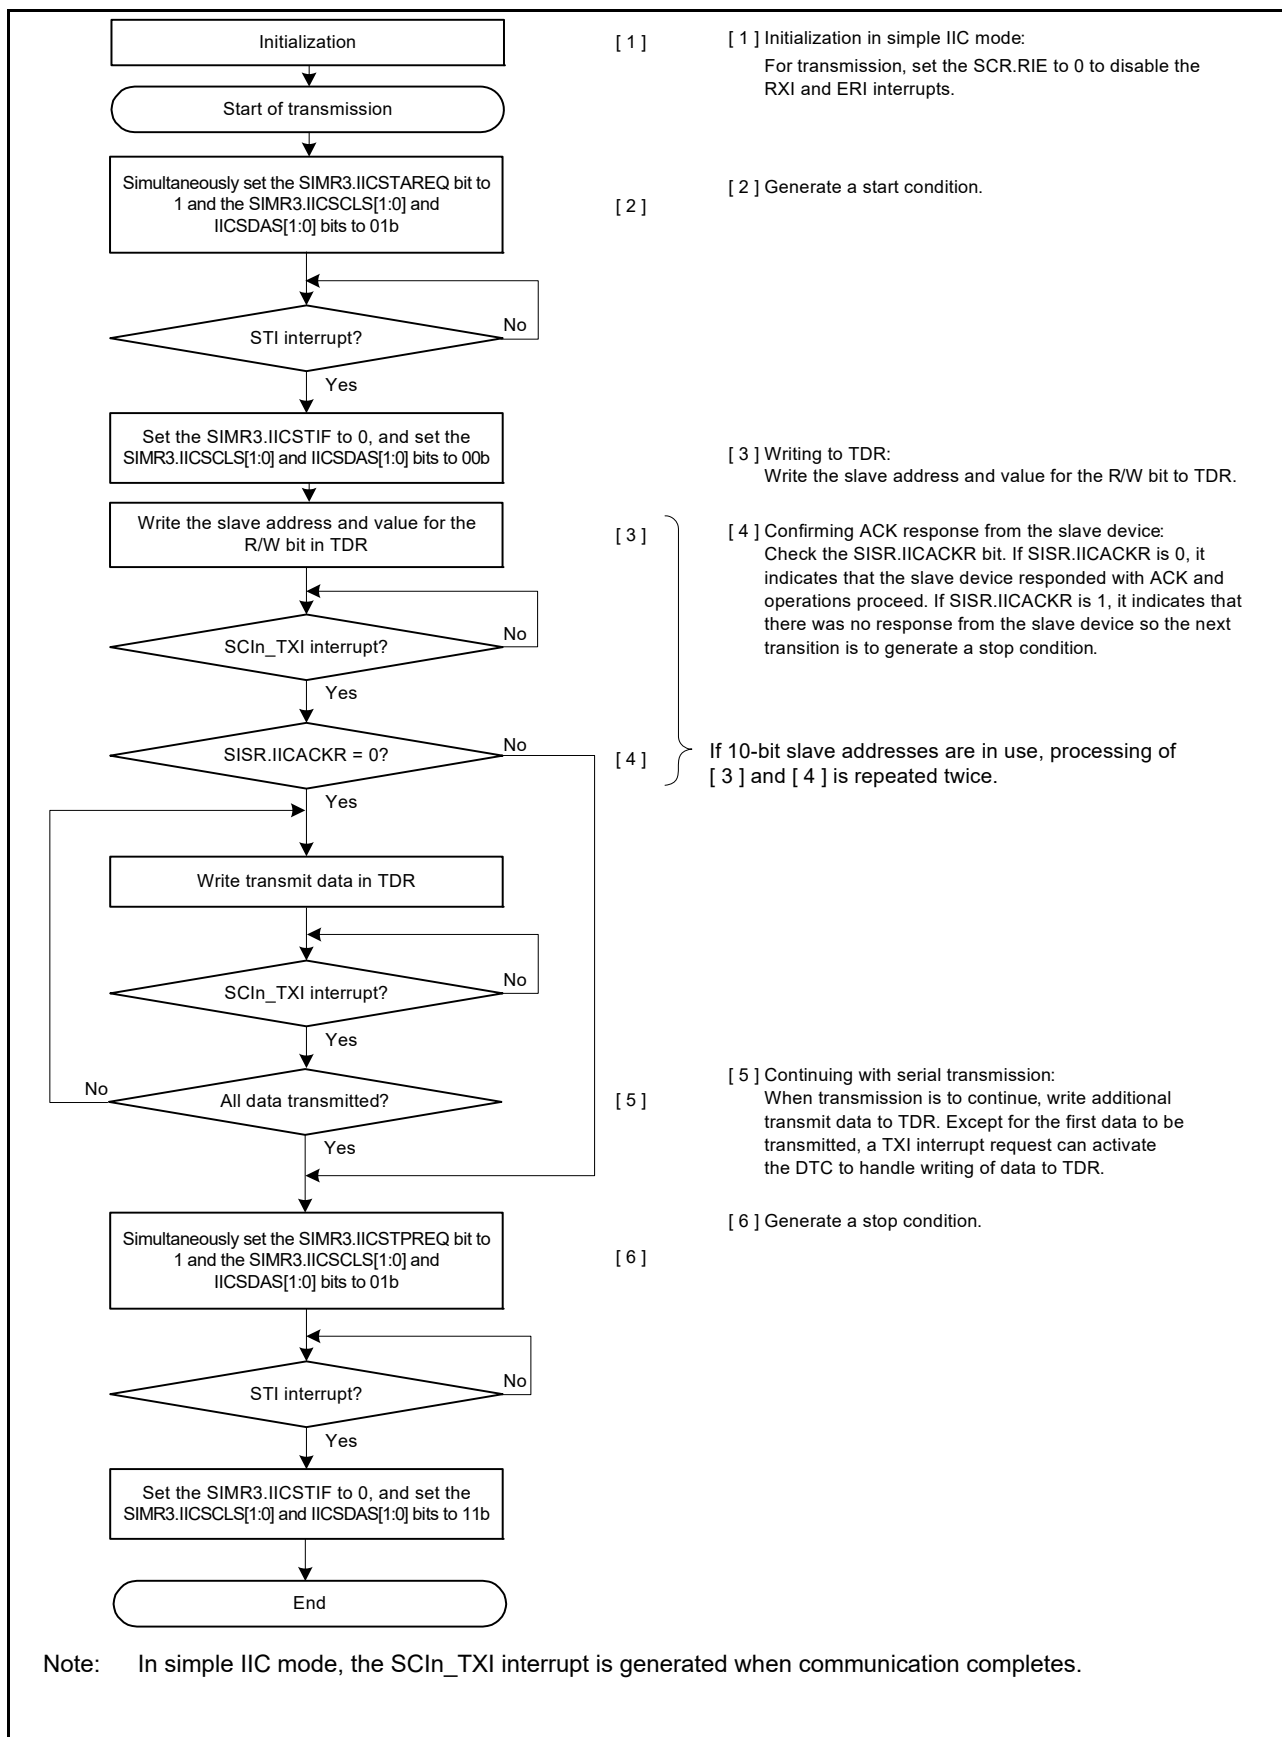 Initialization
[ 1 ]
[ 1 ] Initialization in simple IIC mode:
For transmission, set the SCR.RIE to 0 to disable the
RXI and ERI interrupts.
Start of transmission
Simultaneously set the SIMR3.IICSTAREQ bit to
1 and the SIMR3.IICSCLS[1:0] and
IICSDAS[1:0] bits to 01b
[ 2 ]
[ 2 ] Generate a start condition.
STI interrupt?
No
Yes
Set the SIMR3.IICSTIF to 0, and set the
SIMR3.IICSCLS[1:0] and IICSDAS[1:0] bits to 00b
[ 3 ] Writing to TDR:
Write the slave address and value for the R/W bit to TDR.
Write the slave address and value for the
R/W bit in TDR
[ 3 ]
[ 4 ] Confirming ACK response from the slave device:
Check the SISR.IICACKR bit. If SISR.IICACKR is 0, it
indicates that the slave device responded with ACK and
operations proceed. If SISR.IICACKR is 1, it indicates that
there was no response from the slave device so the next
transition is to generate a stop condition.
SCIn_TXI interrupt?
No
Yes
SISR.IICACKR = 0?
No
[ 4 ]
If 10-bit slave addresses are in use, processing of
[ 3 ] and [ 4 ] is repeated twice.
Yes
Write transmit data in TDR
SCIn_TXI interrupt?
No
Yes
No
All data transmitted?
[ 5 ]
[ 5 ] Continuing with serial transmission:
When transmission is to continue, write additional
transmit data to TDR. Except for the first data to be
transmitted, a TXI interrupt request can activate
the DTC to handle writing of data to TDR.
Yes
Simultaneously set the SIMR3.IICSTPREQ bit to
1 and the SIMR3.IICSCLS[1:0] and
IICSDAS[1:0] bits to 01b
[ 6 ]
[ 6 ] Generate a stop condition.
STI interrupt?
No
Yes
Set the SIMR3.IICSTIF to 0, and set the
SIMR3.IICSCLS[1:0] and IICSDAS[1:0] bits to 11b
End
Note: In simple IIC mode, the SCIn_TXI interrupt is generated when communication completes.